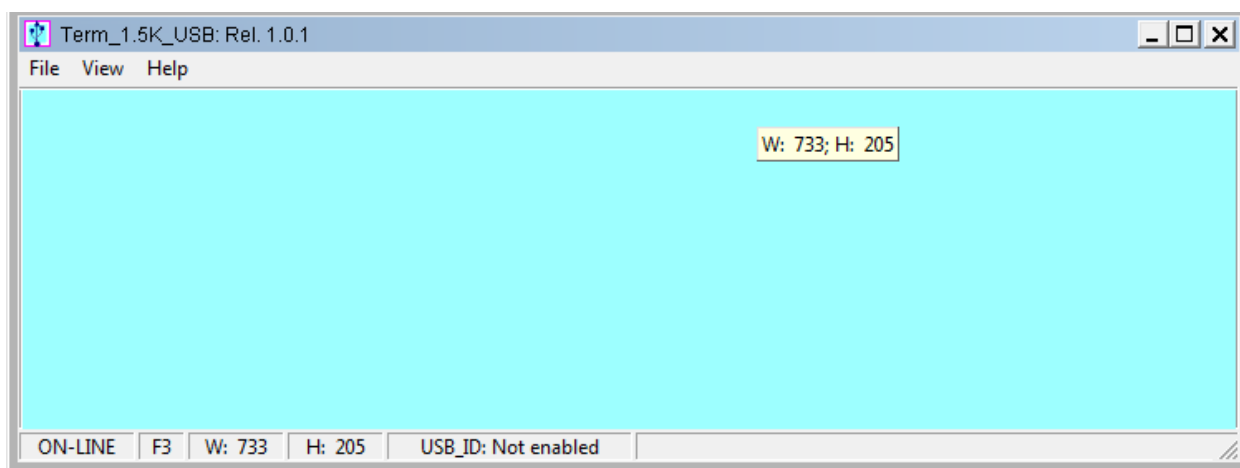 Term_1.5K_USB: Rel. 1.0.1
File View Help
W: 733; H: 205
ON-LINE F3 W: 733 H: 205 USB_ID: Not enabled